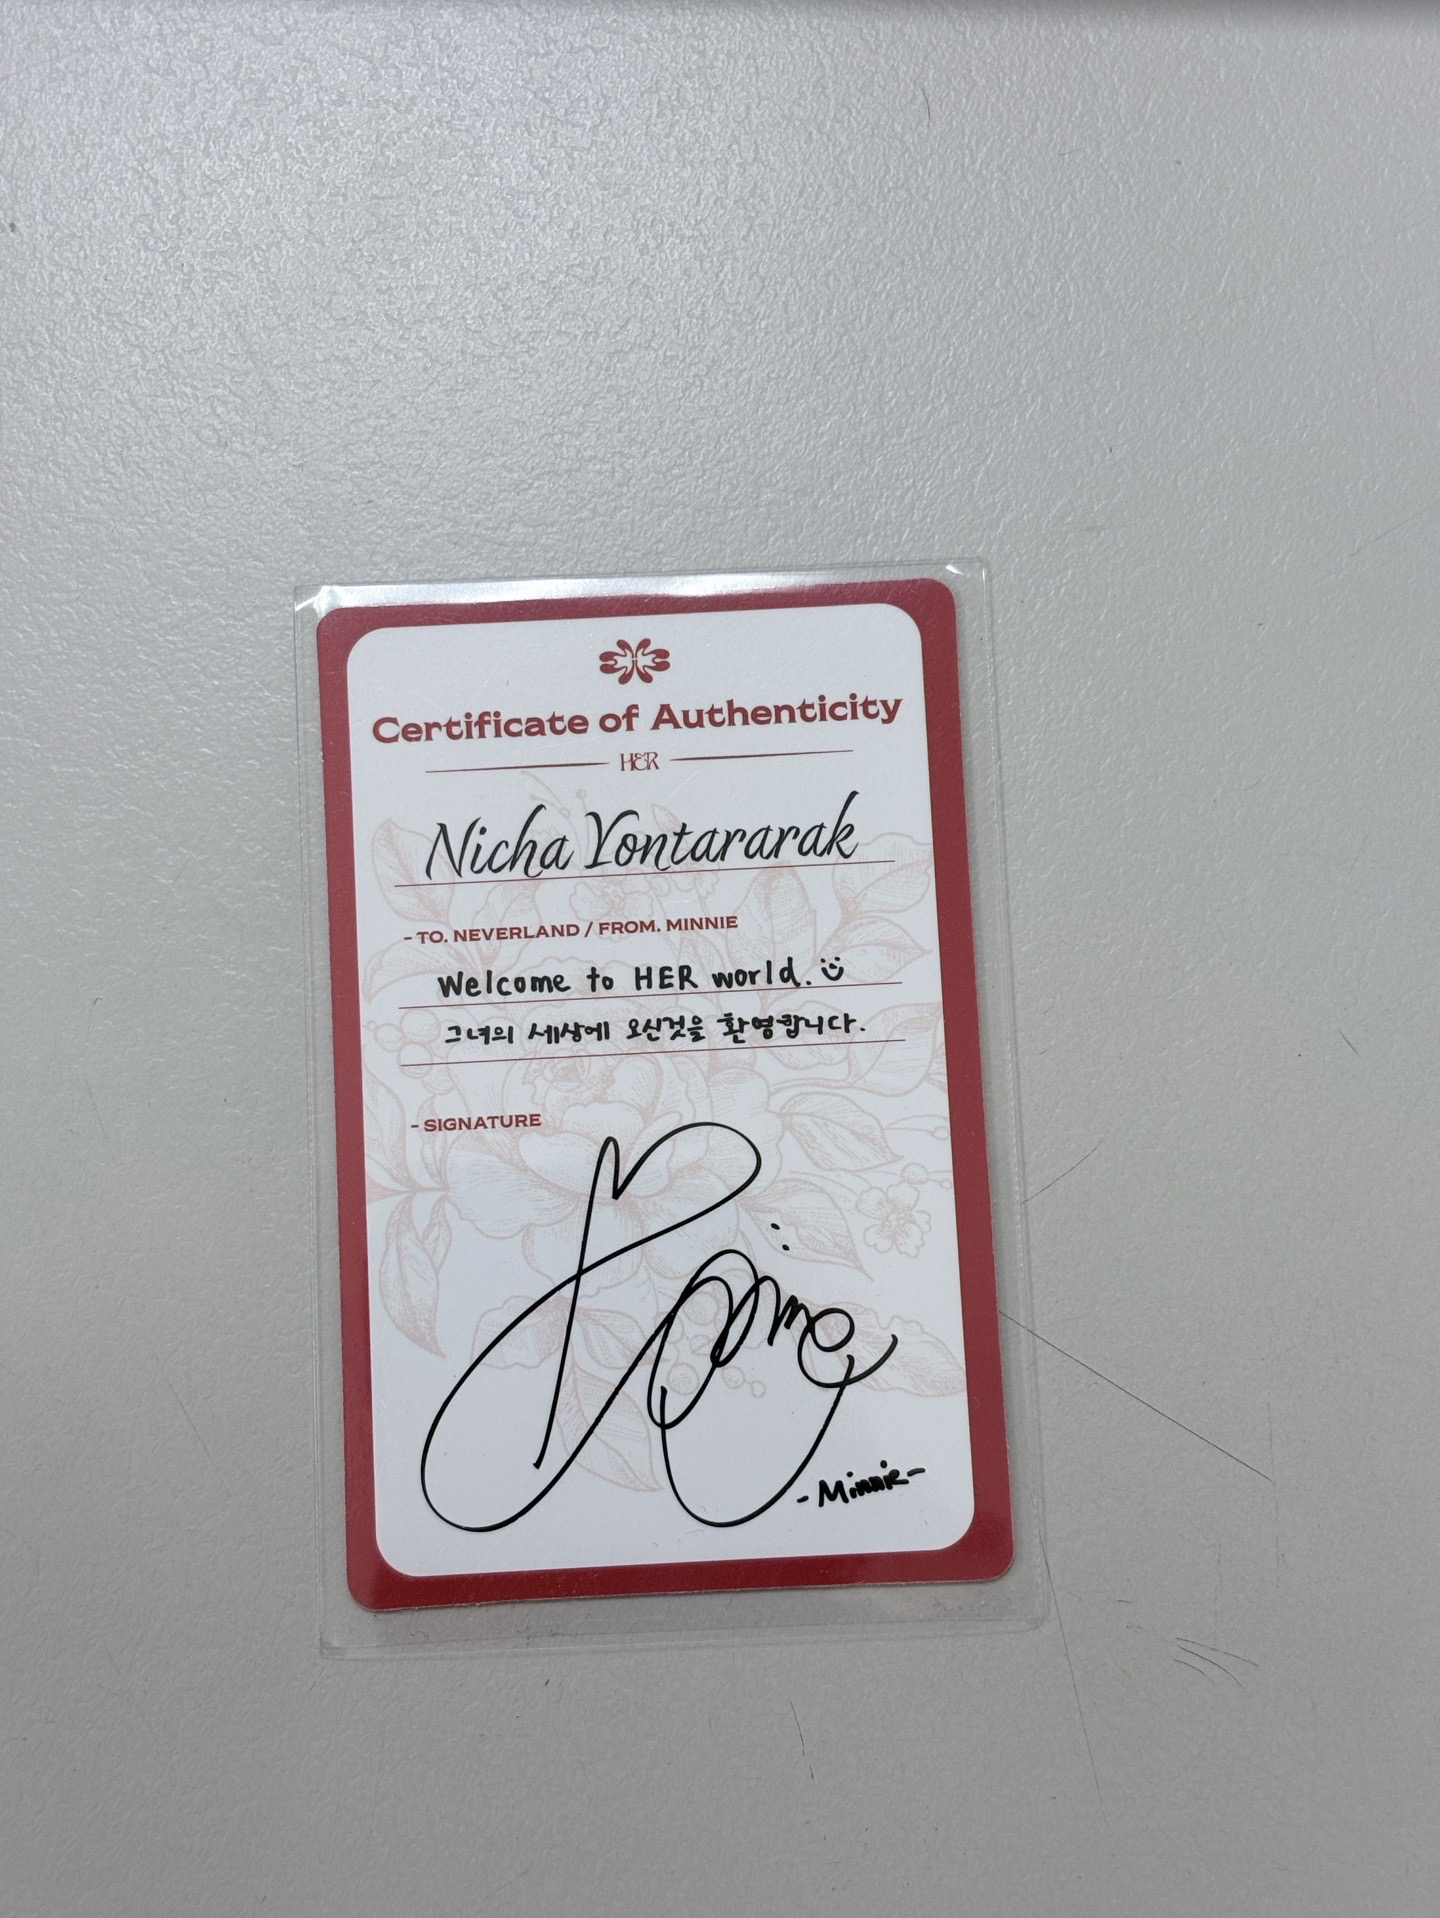 Certificate of Authenticity
HER
Nicha Yontararak
- TO. NEVERLAND / FROM. MINNIE
Welcome to HER world.
그녀의 세상에 오신것을 환영합니다.
- SIGNATURE
- Minnie -